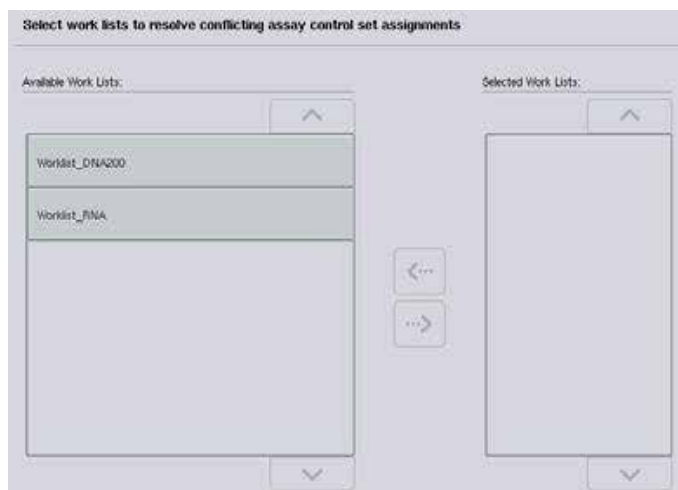 Select work lists to resolve conflicting assay control set assignments
Available Work Lists:
Selected Work Lists:
Worklist_DNA200
Worklist_RNA